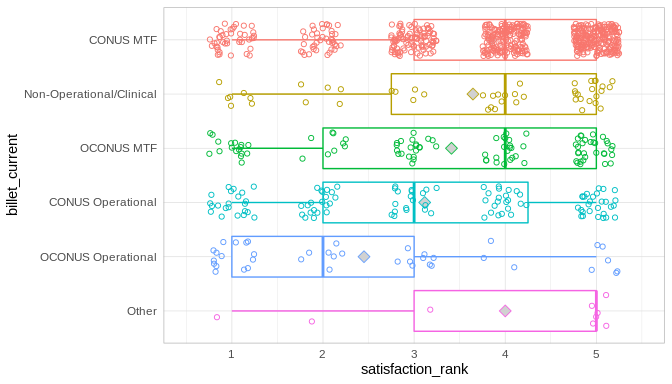 billet_current
CONUS MTF
Non-Operational/Clinical
OCONUS MTF
CONUS Operational
OCONUS Operational
Other
1 2 3 4 5
satisfaction_rank